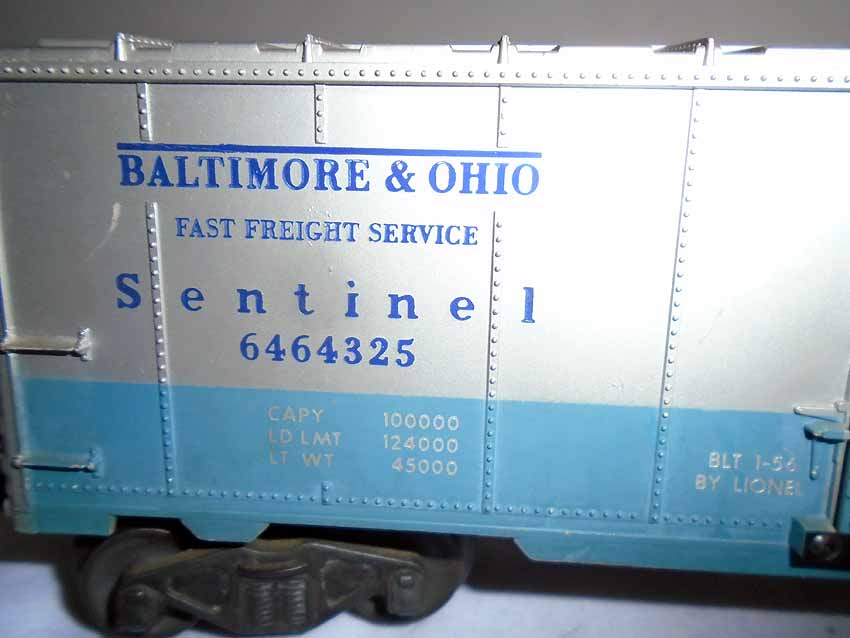 BALTIMORE & OHIO
FAST FREIGHT SERVICE
Sentinel
6464325
CAPY 100000
LD LMT 124000
LT WT 45000
BLT 1-56
BY LIONEL